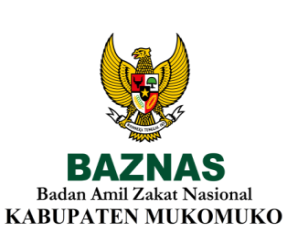 BAZNAS
Badan Amil Zakat Nasional
KABUPATEN MUKOMUKO